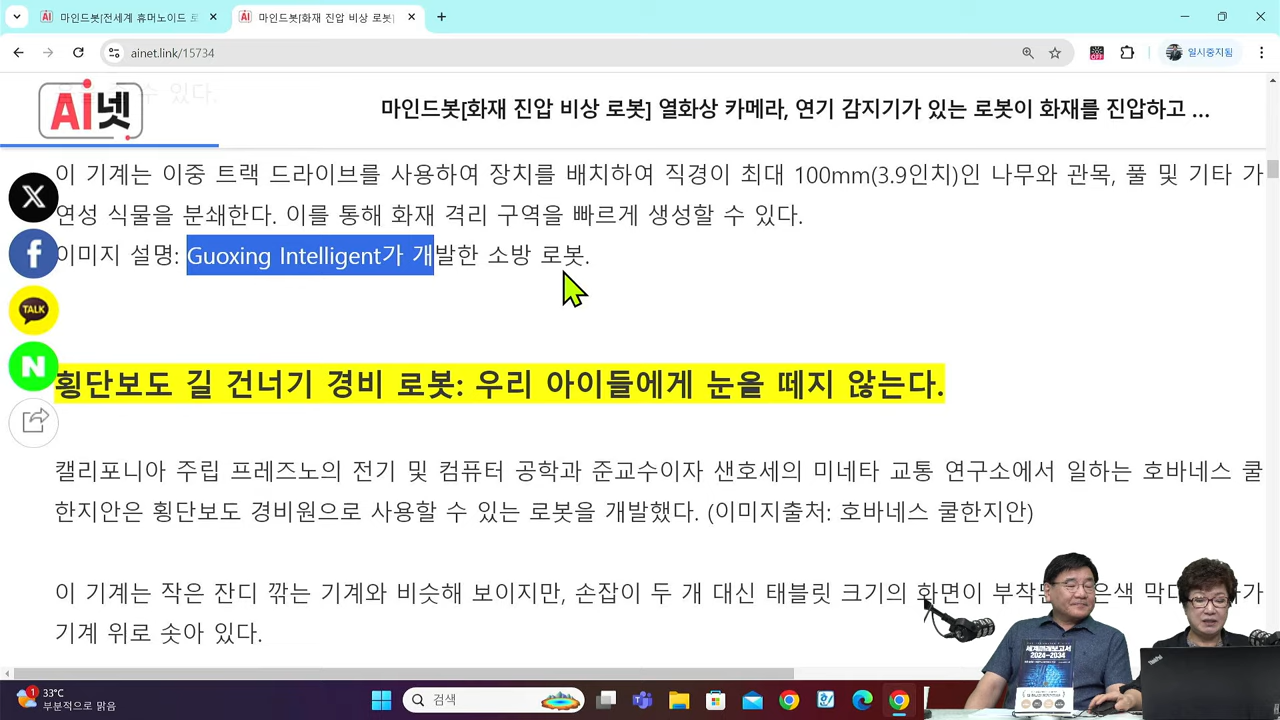 마인드봇[전세계 휴머노이드 로
마인드봇[화재 진압 비상 로봇]
ainet.link/15734
OFF
일시중지됨
수 있다.
Ai넷
마인드봇[화재 진압 비상 로봇] 열화상 카메라, 연기 감지기가 있는 로봇이 화재를 진압하고 ...
이 기계는 이중 트랙 드라이브를 사용하여 장치를 배치하여 직경이 최대 100mm(3.9인치)인 나무와 관목, 풀 및 기타 가
연성 식물을 분쇄한다. 이를 통해 화재 격리 구역을 빠르게 생성할 수 있다.
이미지 설명: Guoxing Intelligent가 개발한 소방 로봇.
TALK
N
횡단보도 길 건너기 경비 로봇: 우리 아이들에게 눈을 떼지 않는다.
캘리포니아 주립 프레즈노의 전기 및 컴퓨터 공학과 준교수이자 샌호세의 미네타 교통 연구소에서 일하는 호바네스 쿨
한지안은 횡단보도 경비원으로 사용할 수 있는 로봇을 개발했다. (이미지출처: 호바네스 쿨한지안)
이 기계는 작은 잔디 깎는 기계와 비슷해 보이지만, 손잡이 두 개 대신 태블릿 크기의 화면이 부착된
기계 위로 솟아 있다.
세계미래보고서
2024-2034
ThinkPad
1
33°C
부분적으로 맑음
검색